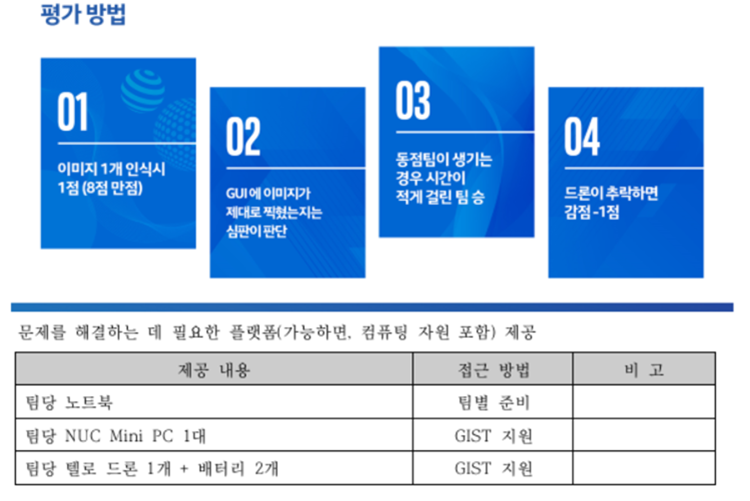 평가 방법
01
이미지 1개 인식시
1점 (8점 만점)
02
GUI 에 이미지가
제대로 찍혔는지는
심판이 판단
03
동점팀이 생기는
경우 시간이
적게 걸린 팀 승
04
드론이 추락하면
감점 -1점
문제를 해결하는 데 필요한 플랫폼(가능하면, 컴퓨팅 자원 포함) 제공
제공 내용 접근 방법 비 고
팀당 노트북 팀별 준비
팀당 NUC Mini PC 1대 GIST 지원
팀당 텔로 드론 1개 + 배터리 2개 GIST 지원